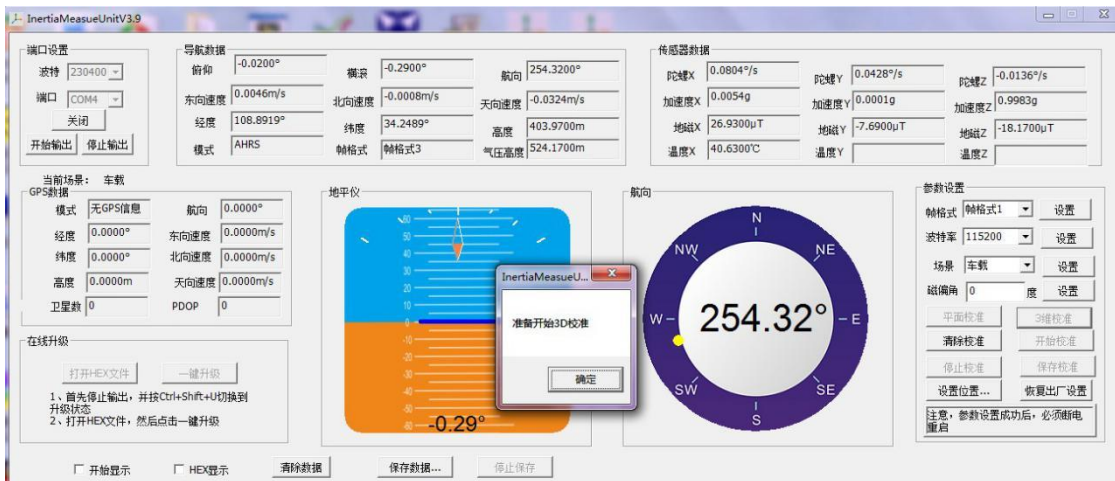 InertiaMeasueUnitV3.9
端口设置
波特 230400
端口 COM4
关闭
开始输出 停止输出
导航数据
俯仰 -0.0200° 横滚 -0.2900° 航向 254.3200°
东向速度 0.0046m/s 北向速度 -0.0008m/s 天向速度 -0.0324m/s
经度 108.8919° 纬度 34.2489° 高度 403.9700m
模式 AHRS 帧格式 帧格式3 气压高度 524.1700m
传感器数据
陀螺X 0.0804°/s 陀螺Y 0.0428°/s 陀螺Z -0.0136°/s
加速度X 0.0054g 加速度Y 0.0001g 加速度Z 0.9983g
地磁X 26.9300μT 地磁Y -7.6900μT 地磁Z -18.1700μT
温度X 40.6300℃ 温度Y 温度Z
当前场景: 车载
GPS数据
模式 无GPS信息 航向 0.0000°
经度 0.0000° 东向速度 0.0000m/s
纬度 0.0000° 北向速度 0.0000m/s
高度 0.0000m 天向速度 0.0000m/s
卫星数 0 PDOP 0
在线升级
打开HEX文件 一键升级
1、首先停止输出，并按Ctrl+Shift+U切换到
升级状态
2、打开HEX文件，然后点击一键升级
地平仪
60
50
40
30
20
10
0
-10
-20
-30
-40
-50
-0.29°
InertiaMeasueU...
准备开始3D校准
确定
航向
N
NW NE
W 254.32° E
SW SE
S
参数设置
帧格式 帧格式1 设置
波特率 115200 设置
场景 车载 设置
磁偏角 0 度 设置
平面校准 3维校准
清除校准 开始校准
停止校准 保存校准
设置位置... 恢复出厂设置
注意，参数设置成功后，必须断电
重启
开始显示 HEX显示 清除数据 保存数据... 停止保存